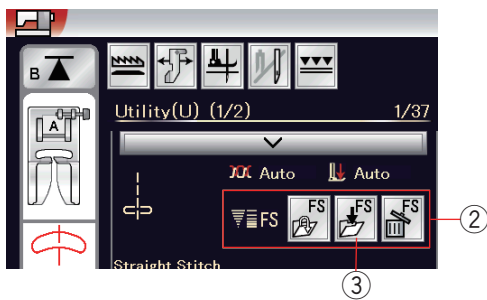 B
Utility(U) (1/2) 1/37
A
Auto Auto
FS FS FS FS
②
③
Straight Stitch